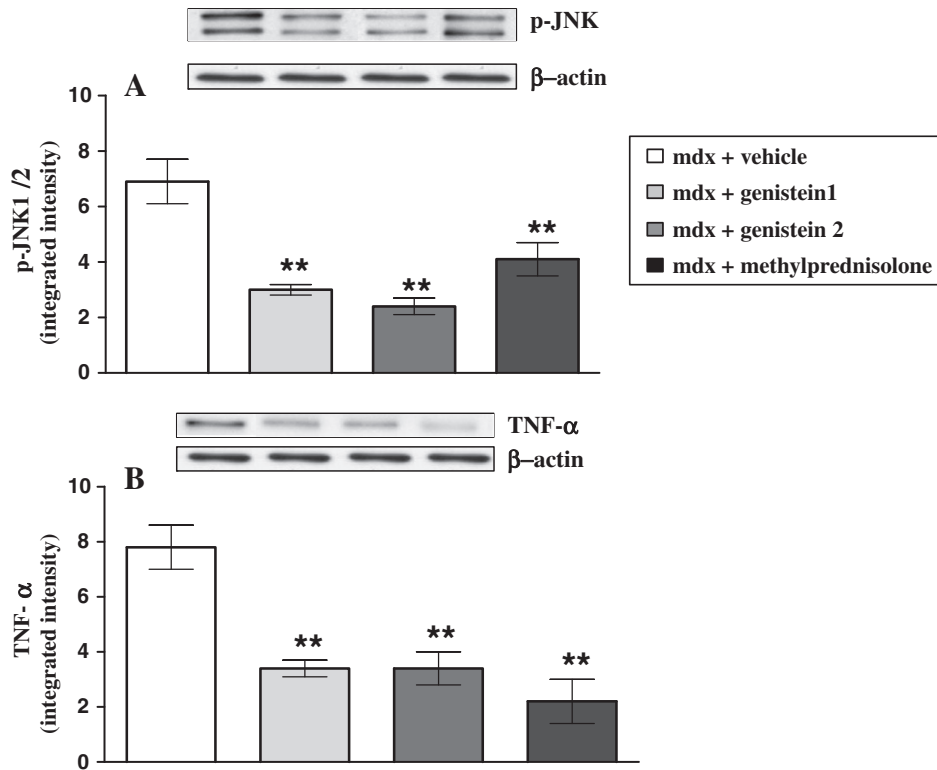 p-JNK
β–actin
A
10
8
6
4
2
0
p-JNK1 /2
(integrated intensity)
**
**
**
mdx + vehicle
mdx + genistein1
mdx + genistein 2
mdx + methylprednisolone
TNF-α
β–actin
B
10
8
6
4
2
0
TNF- α
(integrated intensity)
**
**
**